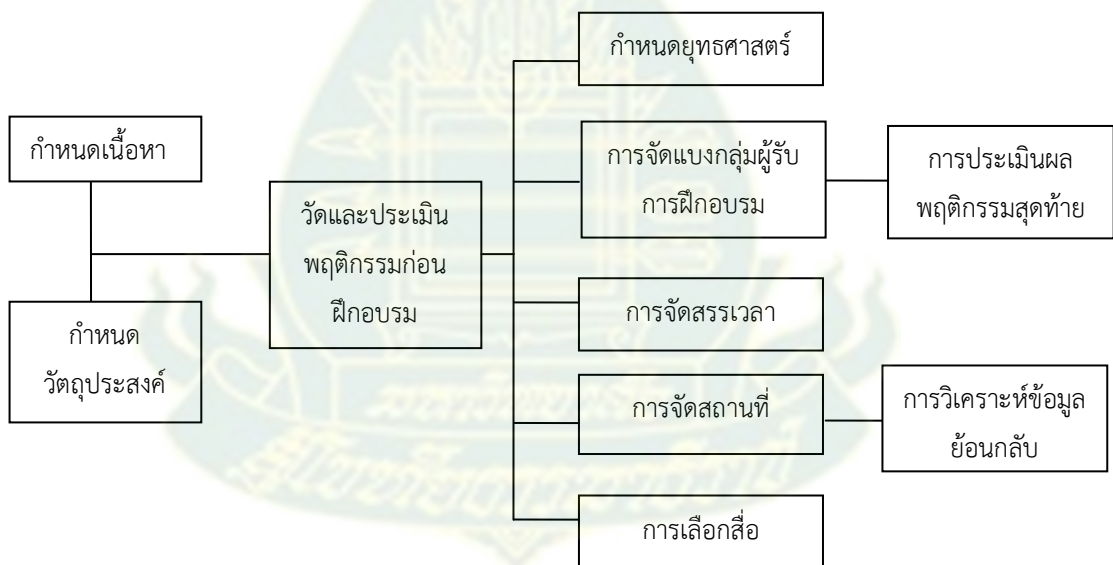 กำหนดเนื้อหา
กำหนด
วัตถุประสงค์
วัดและประเมิน
พฤติกรรมก่อน
ฝึกอบรม
กำหนดยุทธศาสตร์
การจัดแบงกลุ่มผู้รับ
การฝึกอบรม
การจัดสรรเวลา
การจัดสถานที่
การเลือกสื่อ
การประเมินผล
พฤติกรรมสุดท้าย
การวิเคราะห์ข้อมูล
ย้อนกลับ